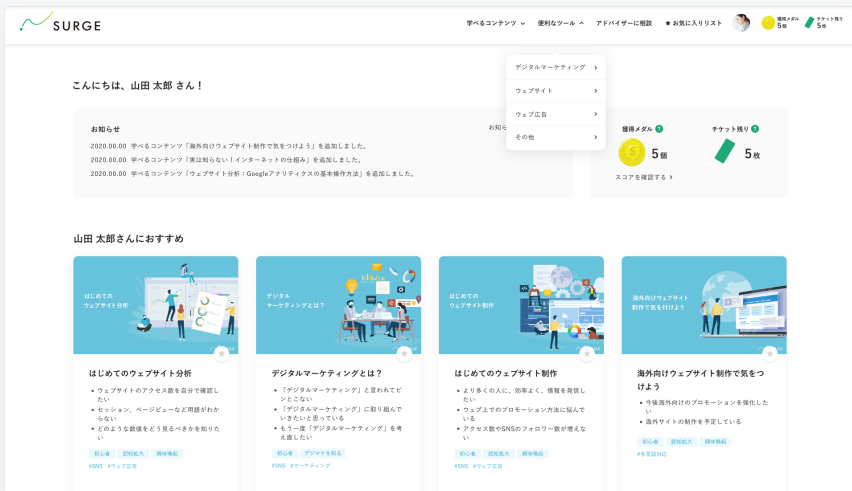 SURGE
学べるコンテンツ
便利なツール
アドバイザーに相談
★ お気に入りリスト
獲得メダル
5個
チケット残り
5枚
デジタルマーケティング
ウェブサイト
ウェブ広告
その他
こんにちは、山田 太郎 さん！
お知らせ
お知ら
2020.00.00 学べるコンテンツ「海外向けウェブサイト制作で気をつけよう」を追加しました。
2020.00.00 学べるコンテンツ「実は知らない！インターネットの仕組み」を追加しました。
2020.00.00 学べるコンテンツ「ウェブサイト分析：Googleアナリティクスの基本操作方法」を追加しました。
獲得メダル ?
5個
スコアを確認する
チケット残り ?
5枚
山田 太郎さんにおすすめ
はじめての
ウェブサイト分析
はじめてのウェブサイト分析
• ウェブサイトのアクセス数を自分で確認し
たい
• セッション、ページビューなど用語がわか
らない
• どのような数値をどう見るべきかを知りた
い
初心者 認知拡大 興味喚起
#SNS #ウェブ広告
デジタル
マーケティングとは？
デジタルマーケティングとは？
• 「デジタルマーケティング」と言われてピ
ンとこない
• 「デジタルマーケティング」に取り組んで
いきたいと思っている
• もう一度「デジタルマーケティング」を考
え直したい
初心者 デジマケを知る
#SNS #マーケティング
はじめての
ウェブサイト制作
はじめてのウェブサイト制作
• より多くの人に、効率よく、情報を発信し
たい
• ウェブ上でのプロモーション方法に悩んで
いる
• アクセス数やSNSのフォロワー数が増えな
い
初心者 認知拡大 興味喚起
#SNS #ウェブ広告
海外向けウェブサイト
制作で気を付けよう
海外向けウェブサイト制作で気をつ
けよう
• 今後海外向けのプロモーションを強化した
い
• 海外サイトの制作を予定している
初心者 認知拡大 興味喚起
#多言語対応